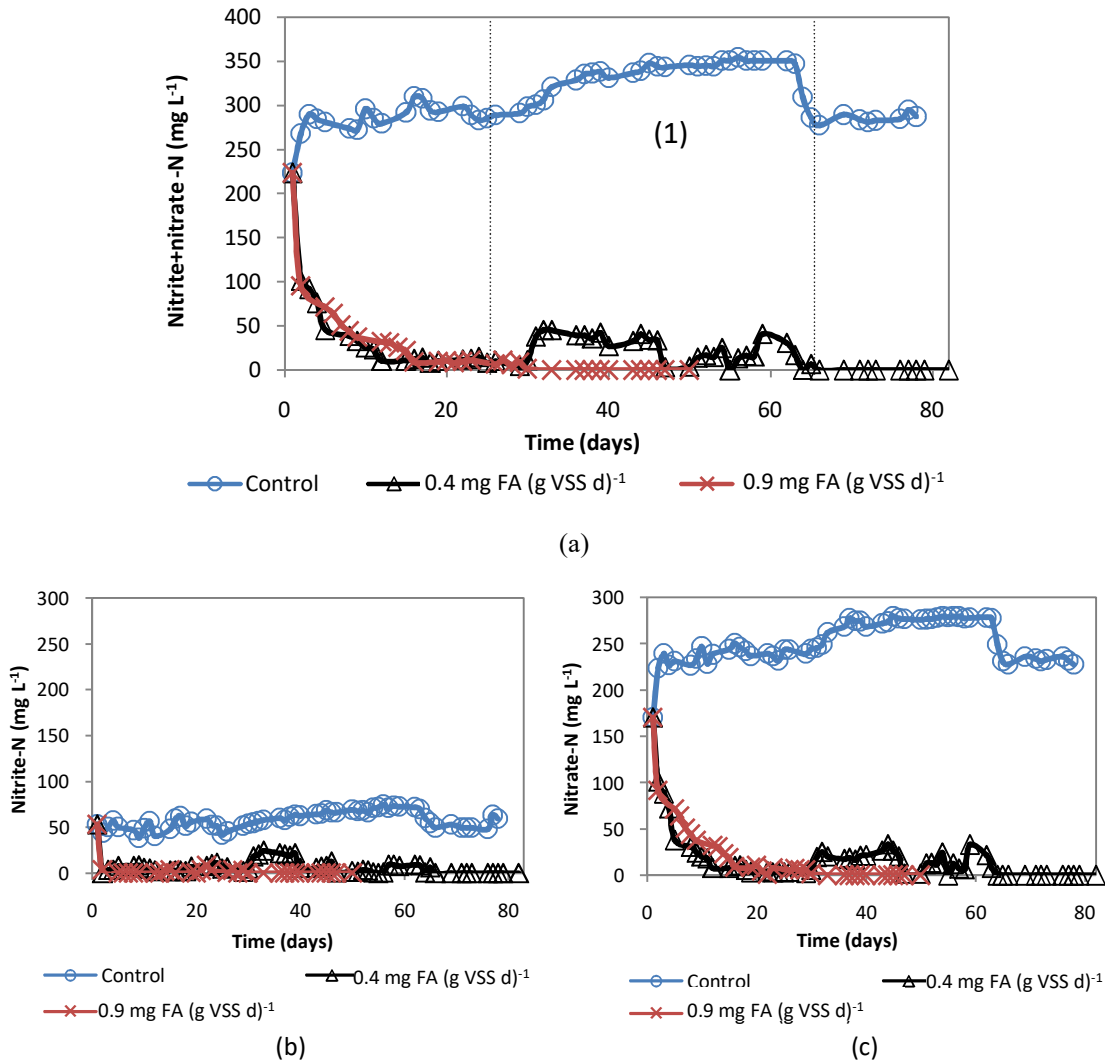 400
350
300
250
200
150
100
50
0
Nitrite+nitrate -N (mg L-1)
(1)
0 20 40 60 80
Time (days)
Control 0.4 mg FA (g VSS d)-1 0.9 mg FA (g VSS d)-1
(a)
300
250
200
150
100
50
0
Nitrite-N (mg L-1)
0 20 40 60 80
Time (days)
Control 0.4 mg FA (g VSS d)-1
0.9 mg FA (g VSS d)-1
(b)
300
250
200
150
100
50
0
Nitrate-N (mg L-1)
0 20 40 60 80
Time (days)
Control 0.4 mg FA (g VSS d)-1
0.9 mg FA (g VSS d)-1
(c)